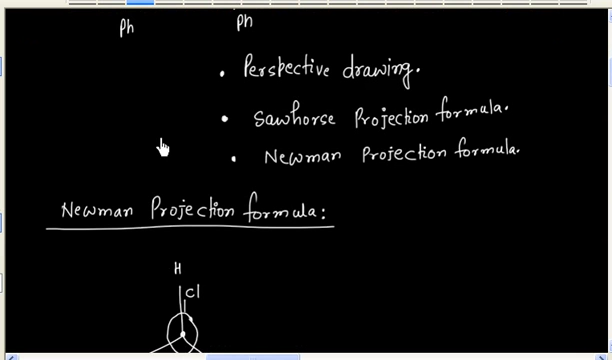 Ph Ph
• Perspective drawing.
• Sawhorse Projection formula.
• Newman Projection formula.
Newman Projection formula:
H
Cl